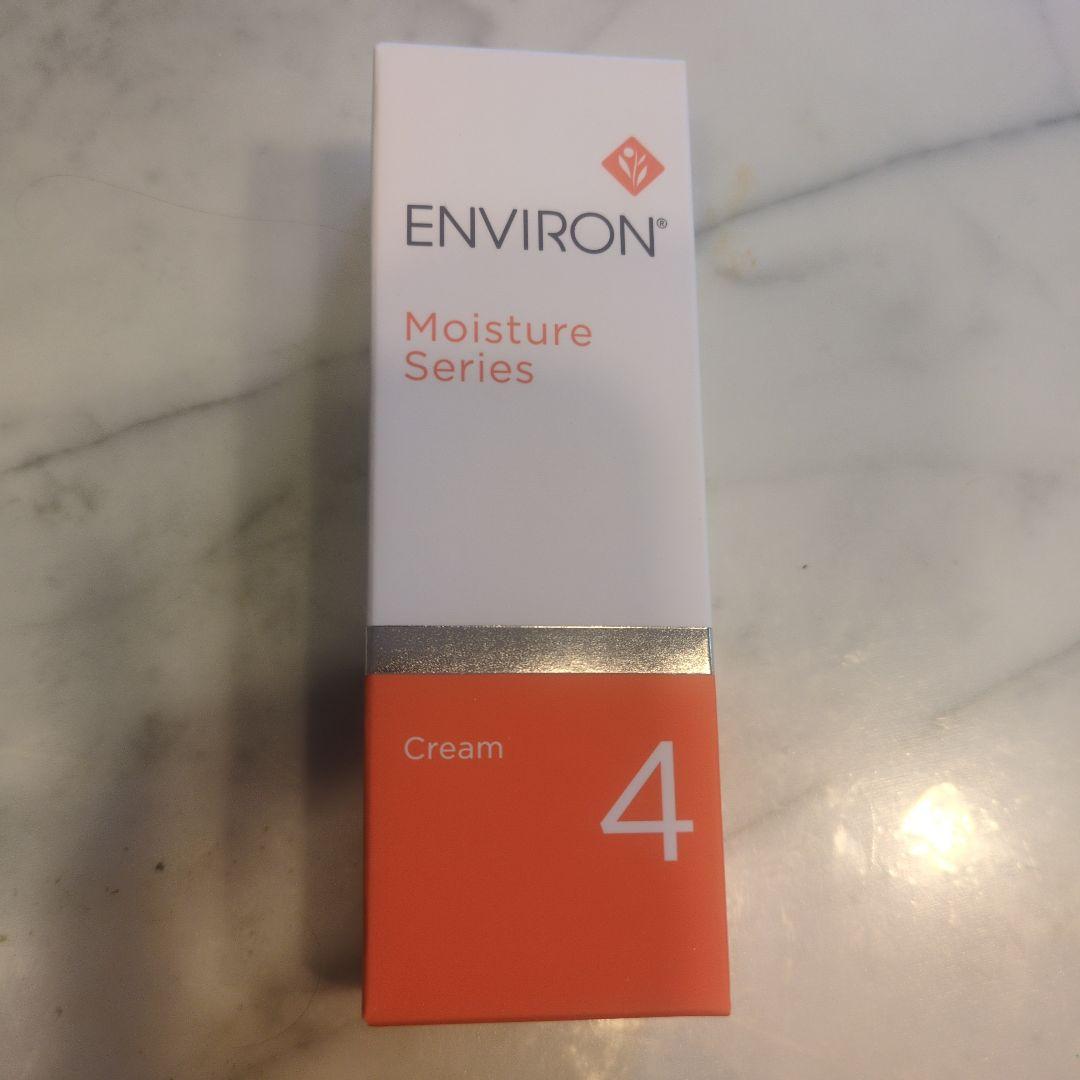 ENVIRON®
Moisture
Series
Cream
4